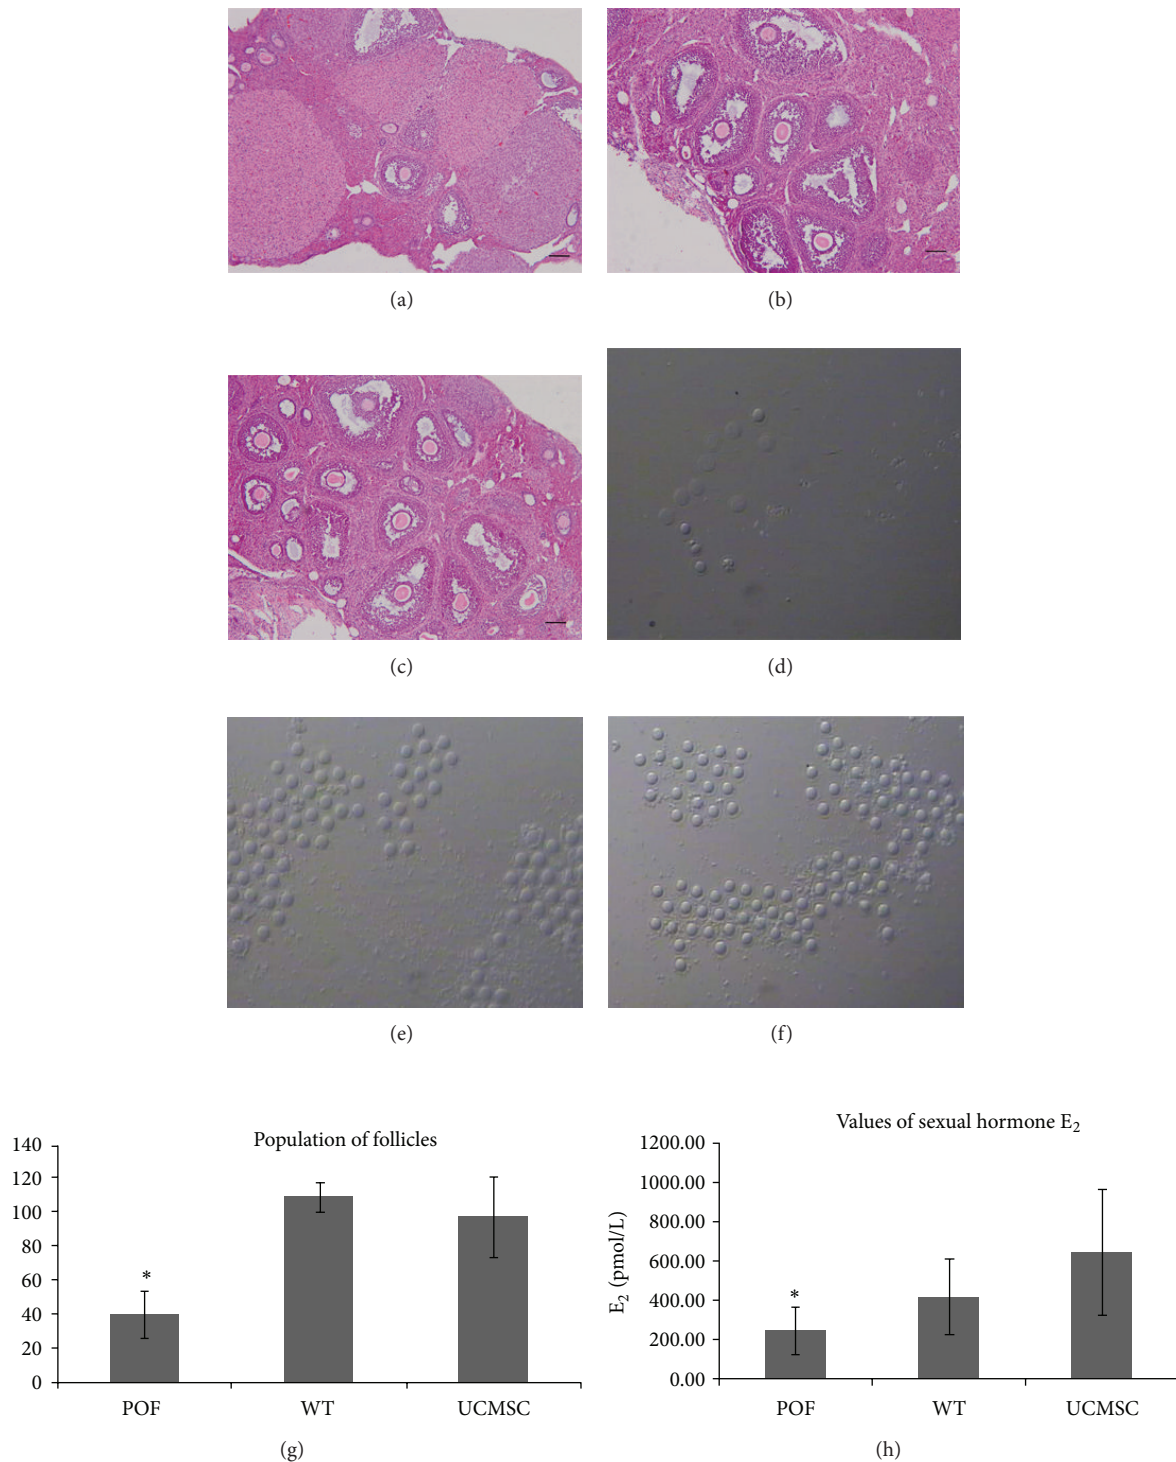 (a)
(b)
(c)
(d)
(e)
(f)
Population of follicles
140
120
100
80
60
40
20
0
*
POF
WT
UCMSC
(g)
Values of sexual hormone E₂
E₂ (pmol/L)
1200.00
1000.00
800.00
600.00
400.00
200.00
0.00
*
POF
WT
UCMSC
(h)